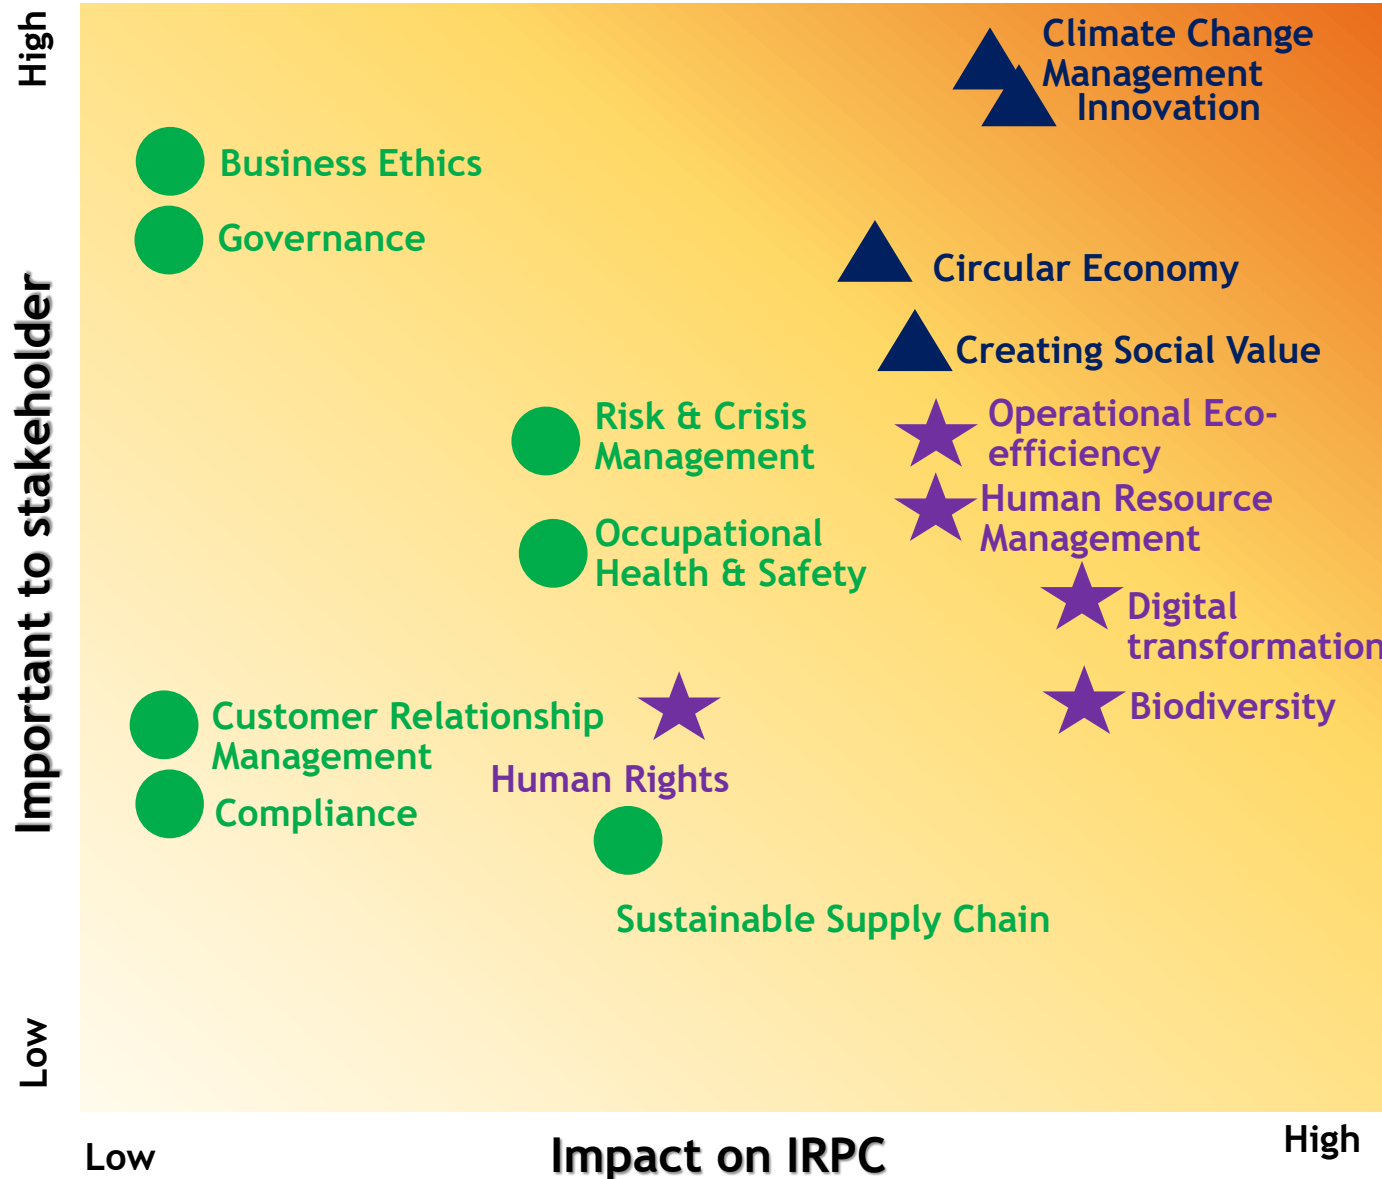 High
Climate Change
Management
Innovation
Business Ethics
Governance
Circular Economy
Creating Social Value
Important to stakeholder
Risk & Crisis
Management
Operational Eco-
efficiency
Human Resource
Management
Occupational
Health & Safety
Digital
transformation
Customer Relationship
Management
Biodiversity
Human Rights
Compliance
Sustainable Supply Chain
Low
Low
Impact on IRPC
High